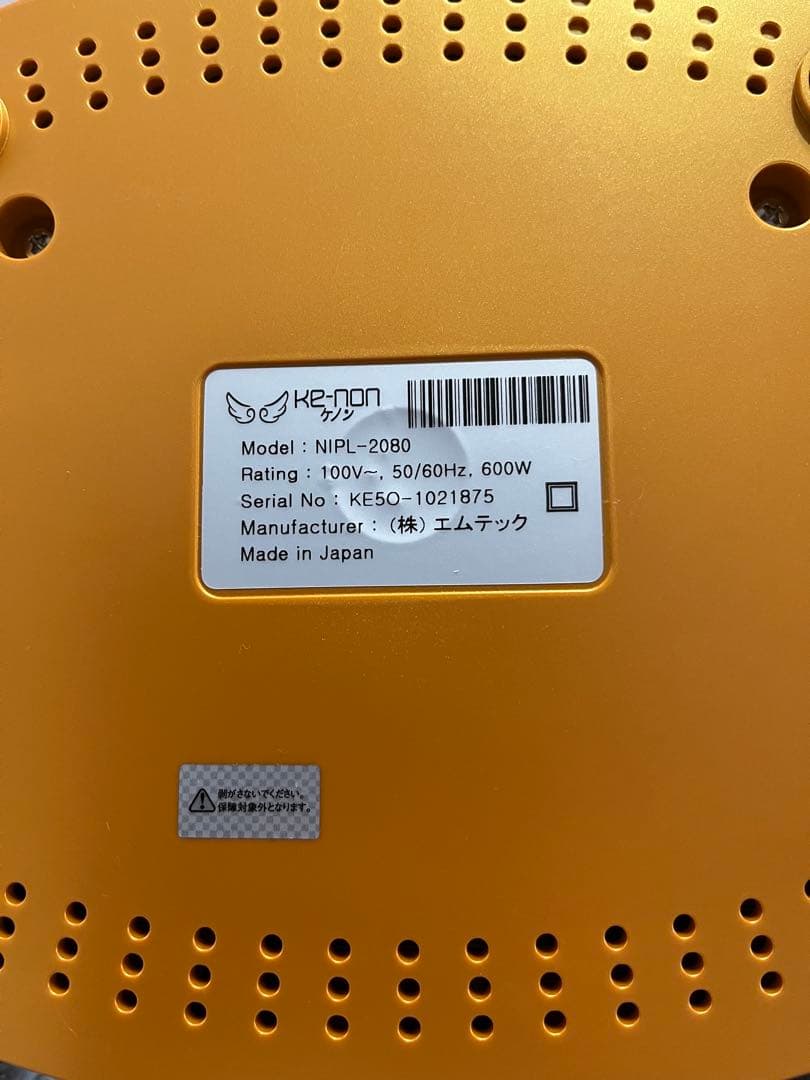 Ke-non
ケノン
Model : NIPL-2080
Rating : 100V~, 50/60Hz, 600W
Serial No : KE5O-1021875
Manufacturer : (株) エムテック
Made in Japan
剥がさないでください。
保障対象外となります。